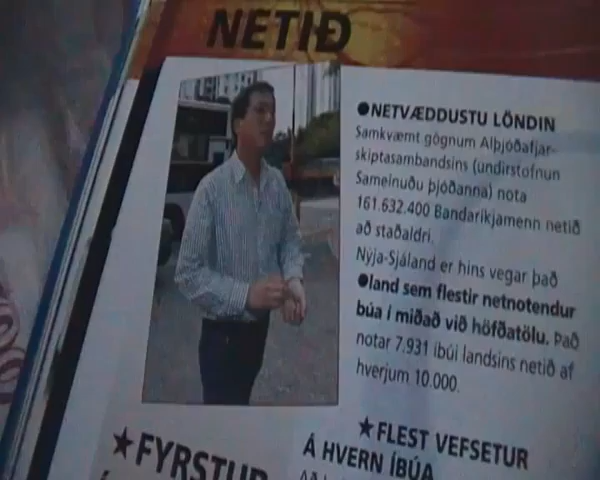 NETIÐ
●NETVÆDDUSTU LÖNDIN
Samkvæmt gögnum Alþjóðafjar-
skiptasambandsins (undirstofnun
Sameinuðu þjóðanna) nota
161.632.400 Bandaríkjamenn netið
að staðaldri.
Nýja-Sjáland er hins vegar það
●land sem flestir netnotendur
búa í miðað við höfðatölu. Það
notar 7.931 íbúi landsins netið af
hverjum 10.000.
★FLEST VEFSETUR
Á HVERN ÍBÚA
★FYRSTUR